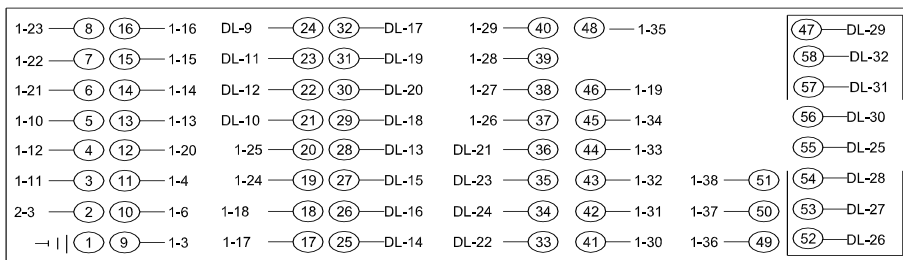 1-23 8 16 1-16 DL-9 24 32 DL-17 1-29 40 48 1-35 47 DL-29
1-22 7 15 1-15 DL-11 23 31 DL-19 1-28 39 58 DL-32
1-21 6 14 1-14 DL-12 22 30 DL-20 1-27 38 46 1-19 57 DL-31
1-10 5 13 1-13 DL-10 21 29 DL-18 1-26 37 45 1-34 56 DL-30
1-12 4 12 1-20 1-25 20 28 DL-13 DL-21 36 44 1-33 55 DL-25
1-11 3 11 1-4 1-24 19 27 DL-15 DL-23 35 43 1-32 1-38 51 54 DL-28
2-3 2 10 1-6 1-18 18 26 DL-16 DL-24 34 42 1-31 1-37 50 53 DL-27
1 9 1-3 1-17 17 25 DL-14 DL-22 33 41 1-30 1-36 49 52 DL-26